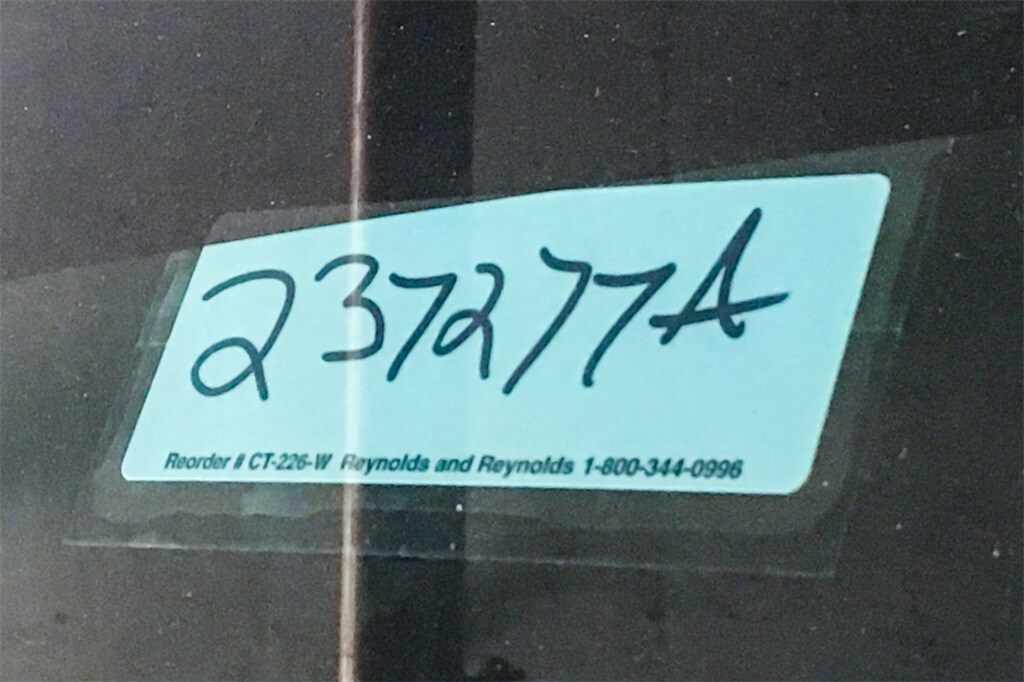 237277A
Reorder # CT-226-W Reynolds and Reynolds 1-800-344-0996